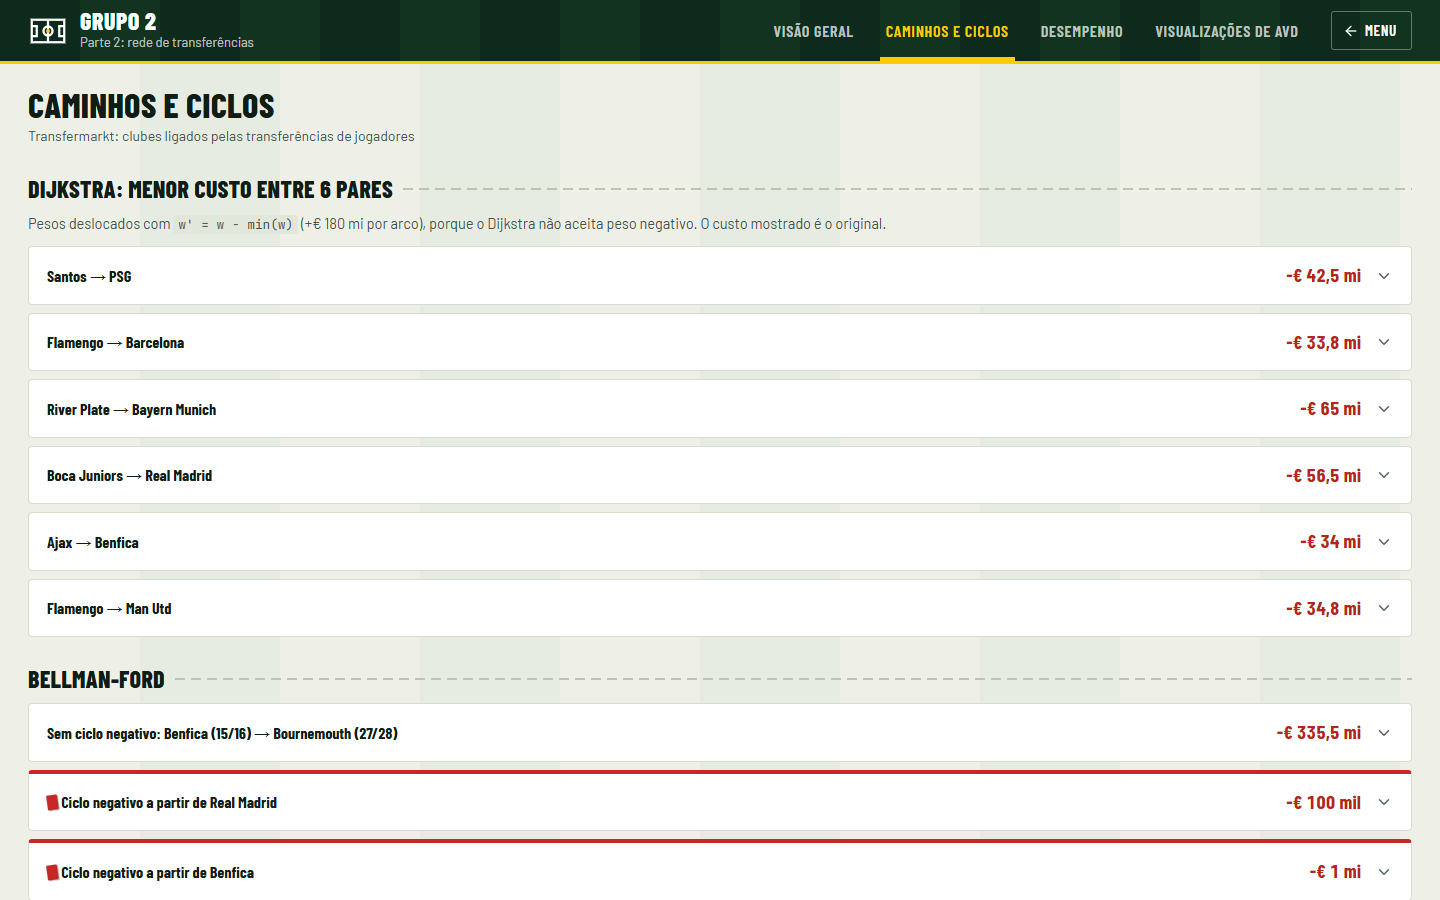 GRUPO 2
Parte 2: rede de transferências
VISÃO GERAL
CAMINHOS E CICLOS
DESEMPENHO
VISUALIZAÇÕES DE AVD
← MENU
CAMINHOS E CICLOS
Transfermarkt: clubes ligados pelas transferências de jogadores
DIJKSTRA: MENOR CUSTO ENTRE 6 PARES
Pesos deslocados com w' = w - min(w) (+€ 180 mi por arco), porque o Dijkstra não aceita peso negativo. O custo mostrado é o original.
Santos → PSG
-€ 42,5 mi
Flamengo → Barcelona
-€ 33,8 mi
River Plate → Bayern Munich
-€ 65 mi
Boca Juniors → Real Madrid
-€ 56,5 mi
Ajax → Benfica
-€ 34 mi
Flamengo → Man Utd
-€ 34,8 mi
BELLMAN-FORD
Sem ciclo negativo: Benfica (15/16) → Bournemouth (27/28)
-€ 335,5 mi
Ciclo negativo a partir de Real Madrid
-€ 100 mil
Ciclo negativo a partir de Benfica
-€ 1 mi